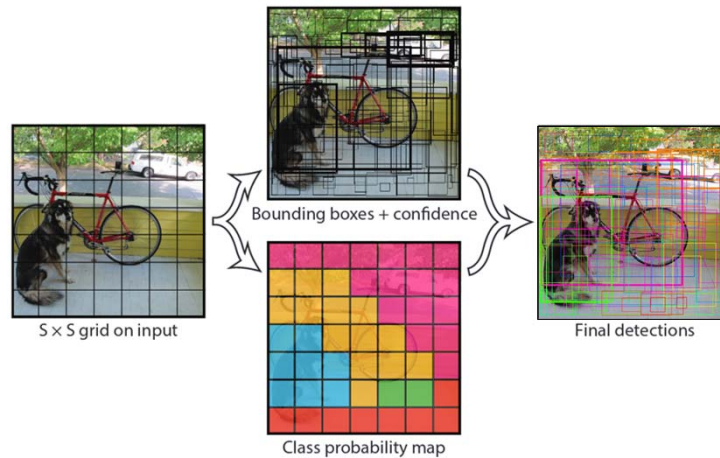 Bounding boxes + confidence
S × S grid on input
Final detections
Class probability map